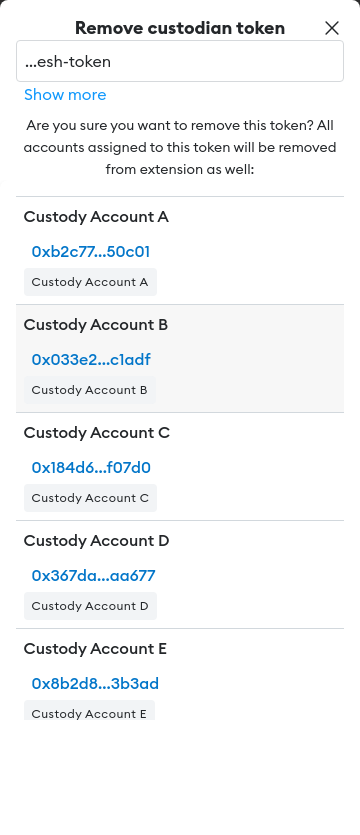 Remove custodian token
...esh-token
Show more
Are you sure you want to remove this token? All
accounts assigned to this token will be removed
from extension as well:
Custody Account A
0xb2c77...50c01
Custody Account A
Custody Account B
0x033e2...c1adf
Custody Account B
Custody Account C
0x184d6...f07d0
Custody Account C
Custody Account D
0x367da...aa677
Custody Account D
Custody Account E
0x8b2d8...3b3ad
Custody Account E